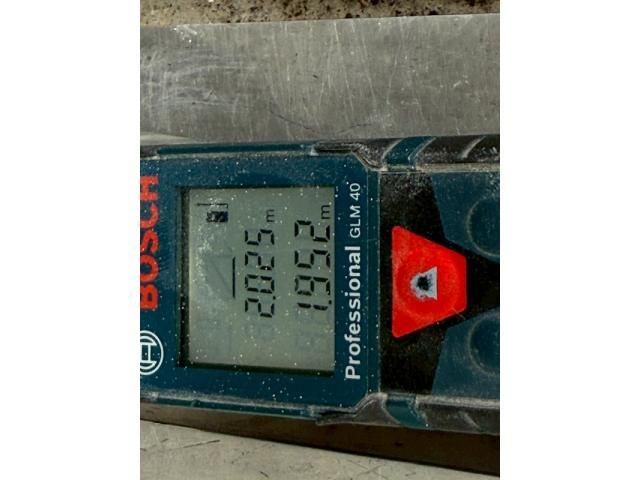 BOSCH
2.025 m
1.952 m
Professional GLM 40